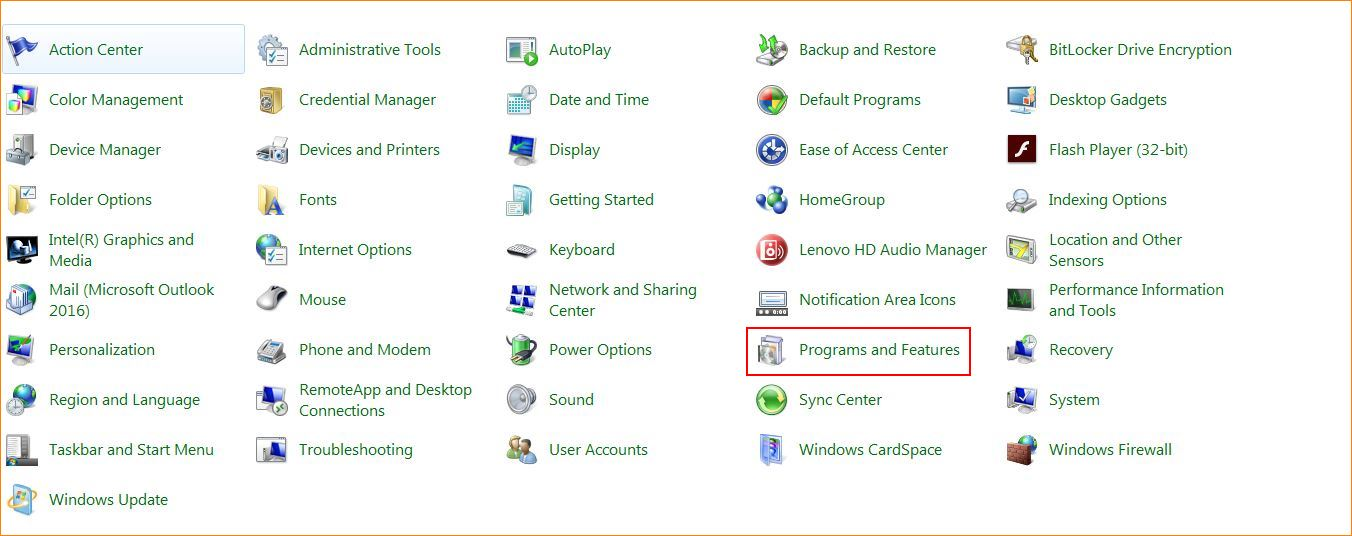 Action Center
Administrative Tools
AutoPlay
Backup and Restore
BitLocker Drive Encryption
Color Management
Credential Manager
Date and Time
Default Programs
Desktop Gadgets
Device Manager
Devices and Printers
Display
Ease of Access Center
Flash Player (32-bit)
Folder Options
Fonts
Getting Started
HomeGroup
Indexing Options
Intel(R) Graphics and
Media
Internet Options
Keyboard
Lenovo HD Audio Manager
Location and Other
Sensors
Mail (Microsoft Outlook
2016)
Mouse
Network and Sharing
Center
Notification Area Icons
Performance Information
and Tools
Personalization
Phone and Modem
Power Options
Programs and Features
Recovery
Region and Language
RemoteApp and Desktop
Connections
Sound
Sync Center
System
Taskbar and Start Menu
Troubleshooting
User Accounts
Windows CardSpace
Windows Firewall
Windows Update